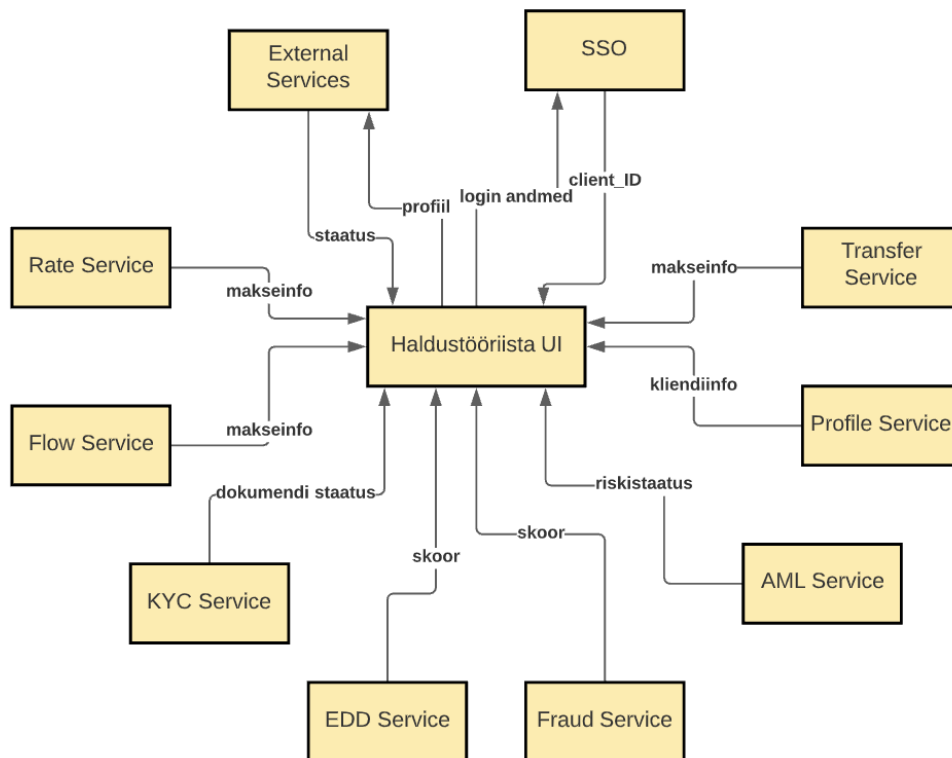 External
Services
SSO
client_ID
login andmed
profiil
staatus
Rate Service
makseinfo
makseinfo
Transfer
Service
Haldustööriista UI
kliendiinfo
Profile Service
Flow Service
makseinfo
dokumendi staatus
riskistaatus
skoor
skoor
KYC Service
AML Service
EDD Service
Fraud Service